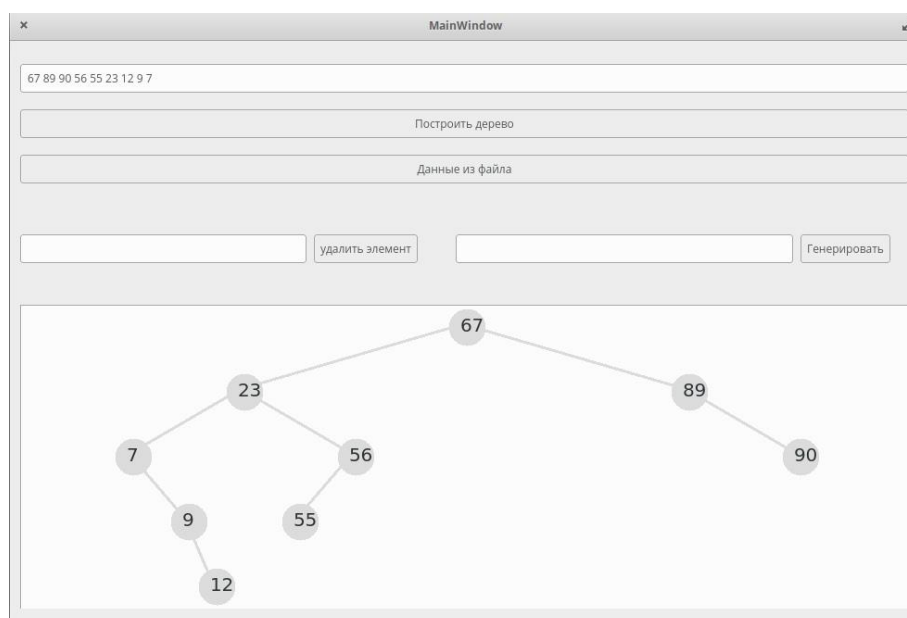 MainWindow
67 89 90 56 55 23 12 9 7
Построить дерево
Данные из файла
удалить элемент
Генерировать
67
23
89
7
56
90
9
55
12